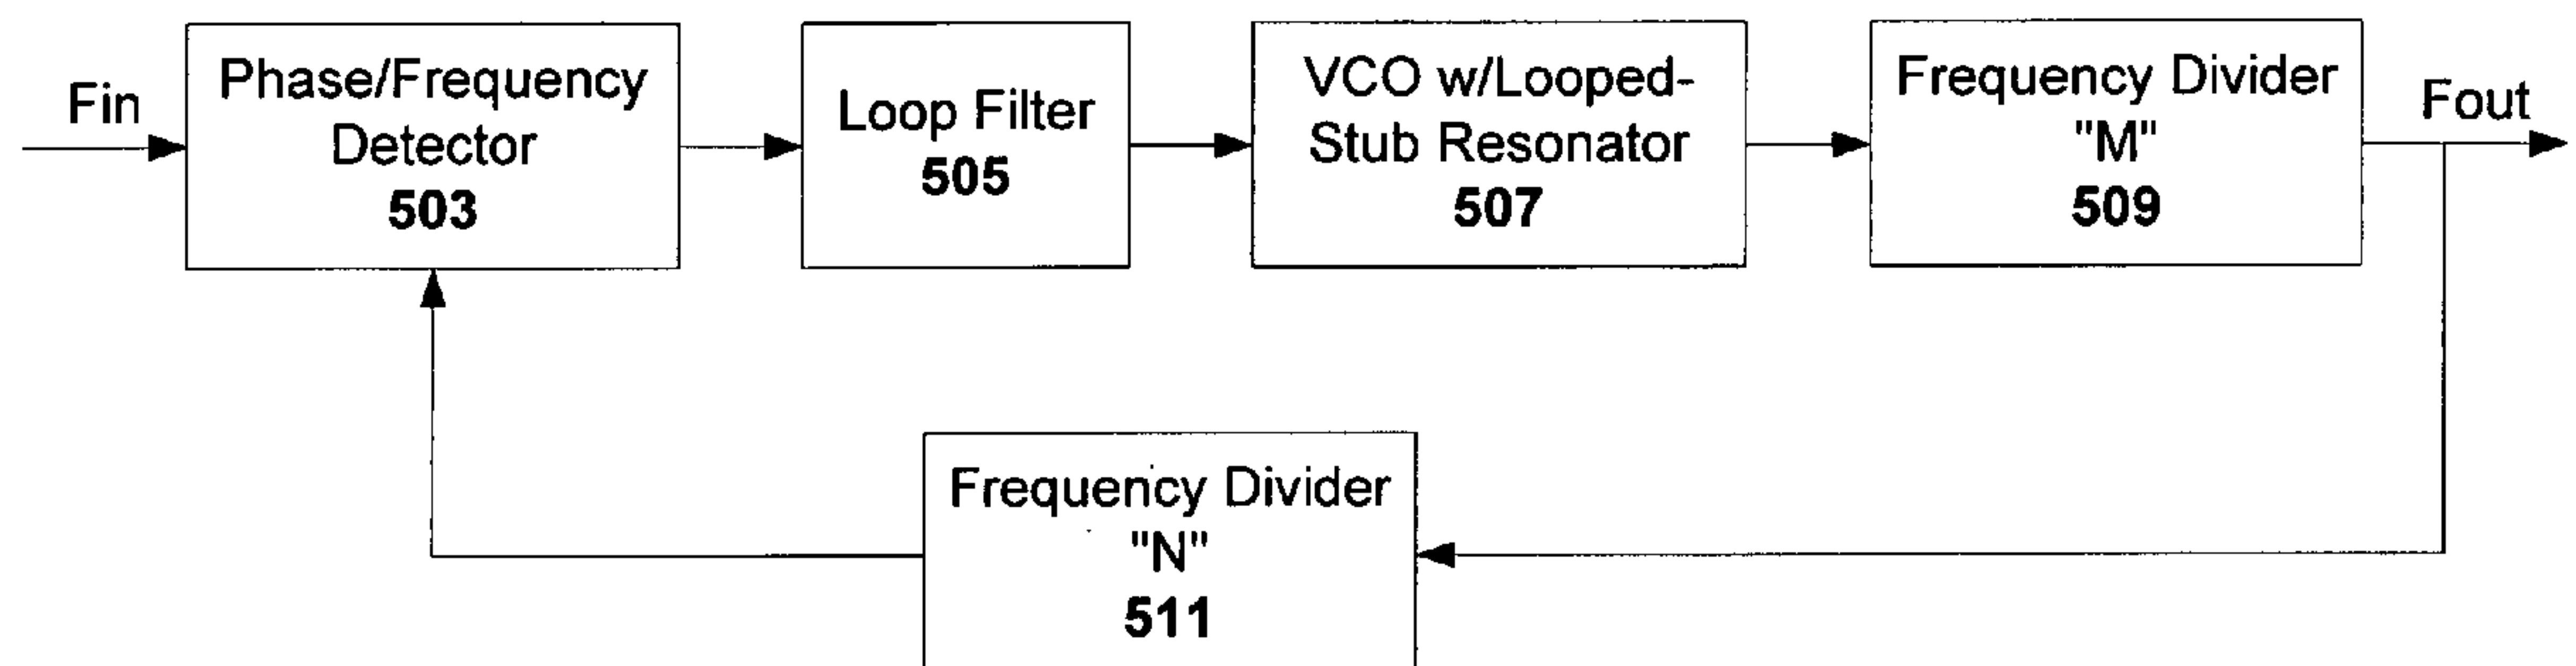 Fin
Phase/Frequency
Detector
503
Loop Filter
505
VCO w/Looped-
Stub Resonator
507
Frequency Divider
"M"
509
Fout
Frequency Divider
"N"
511